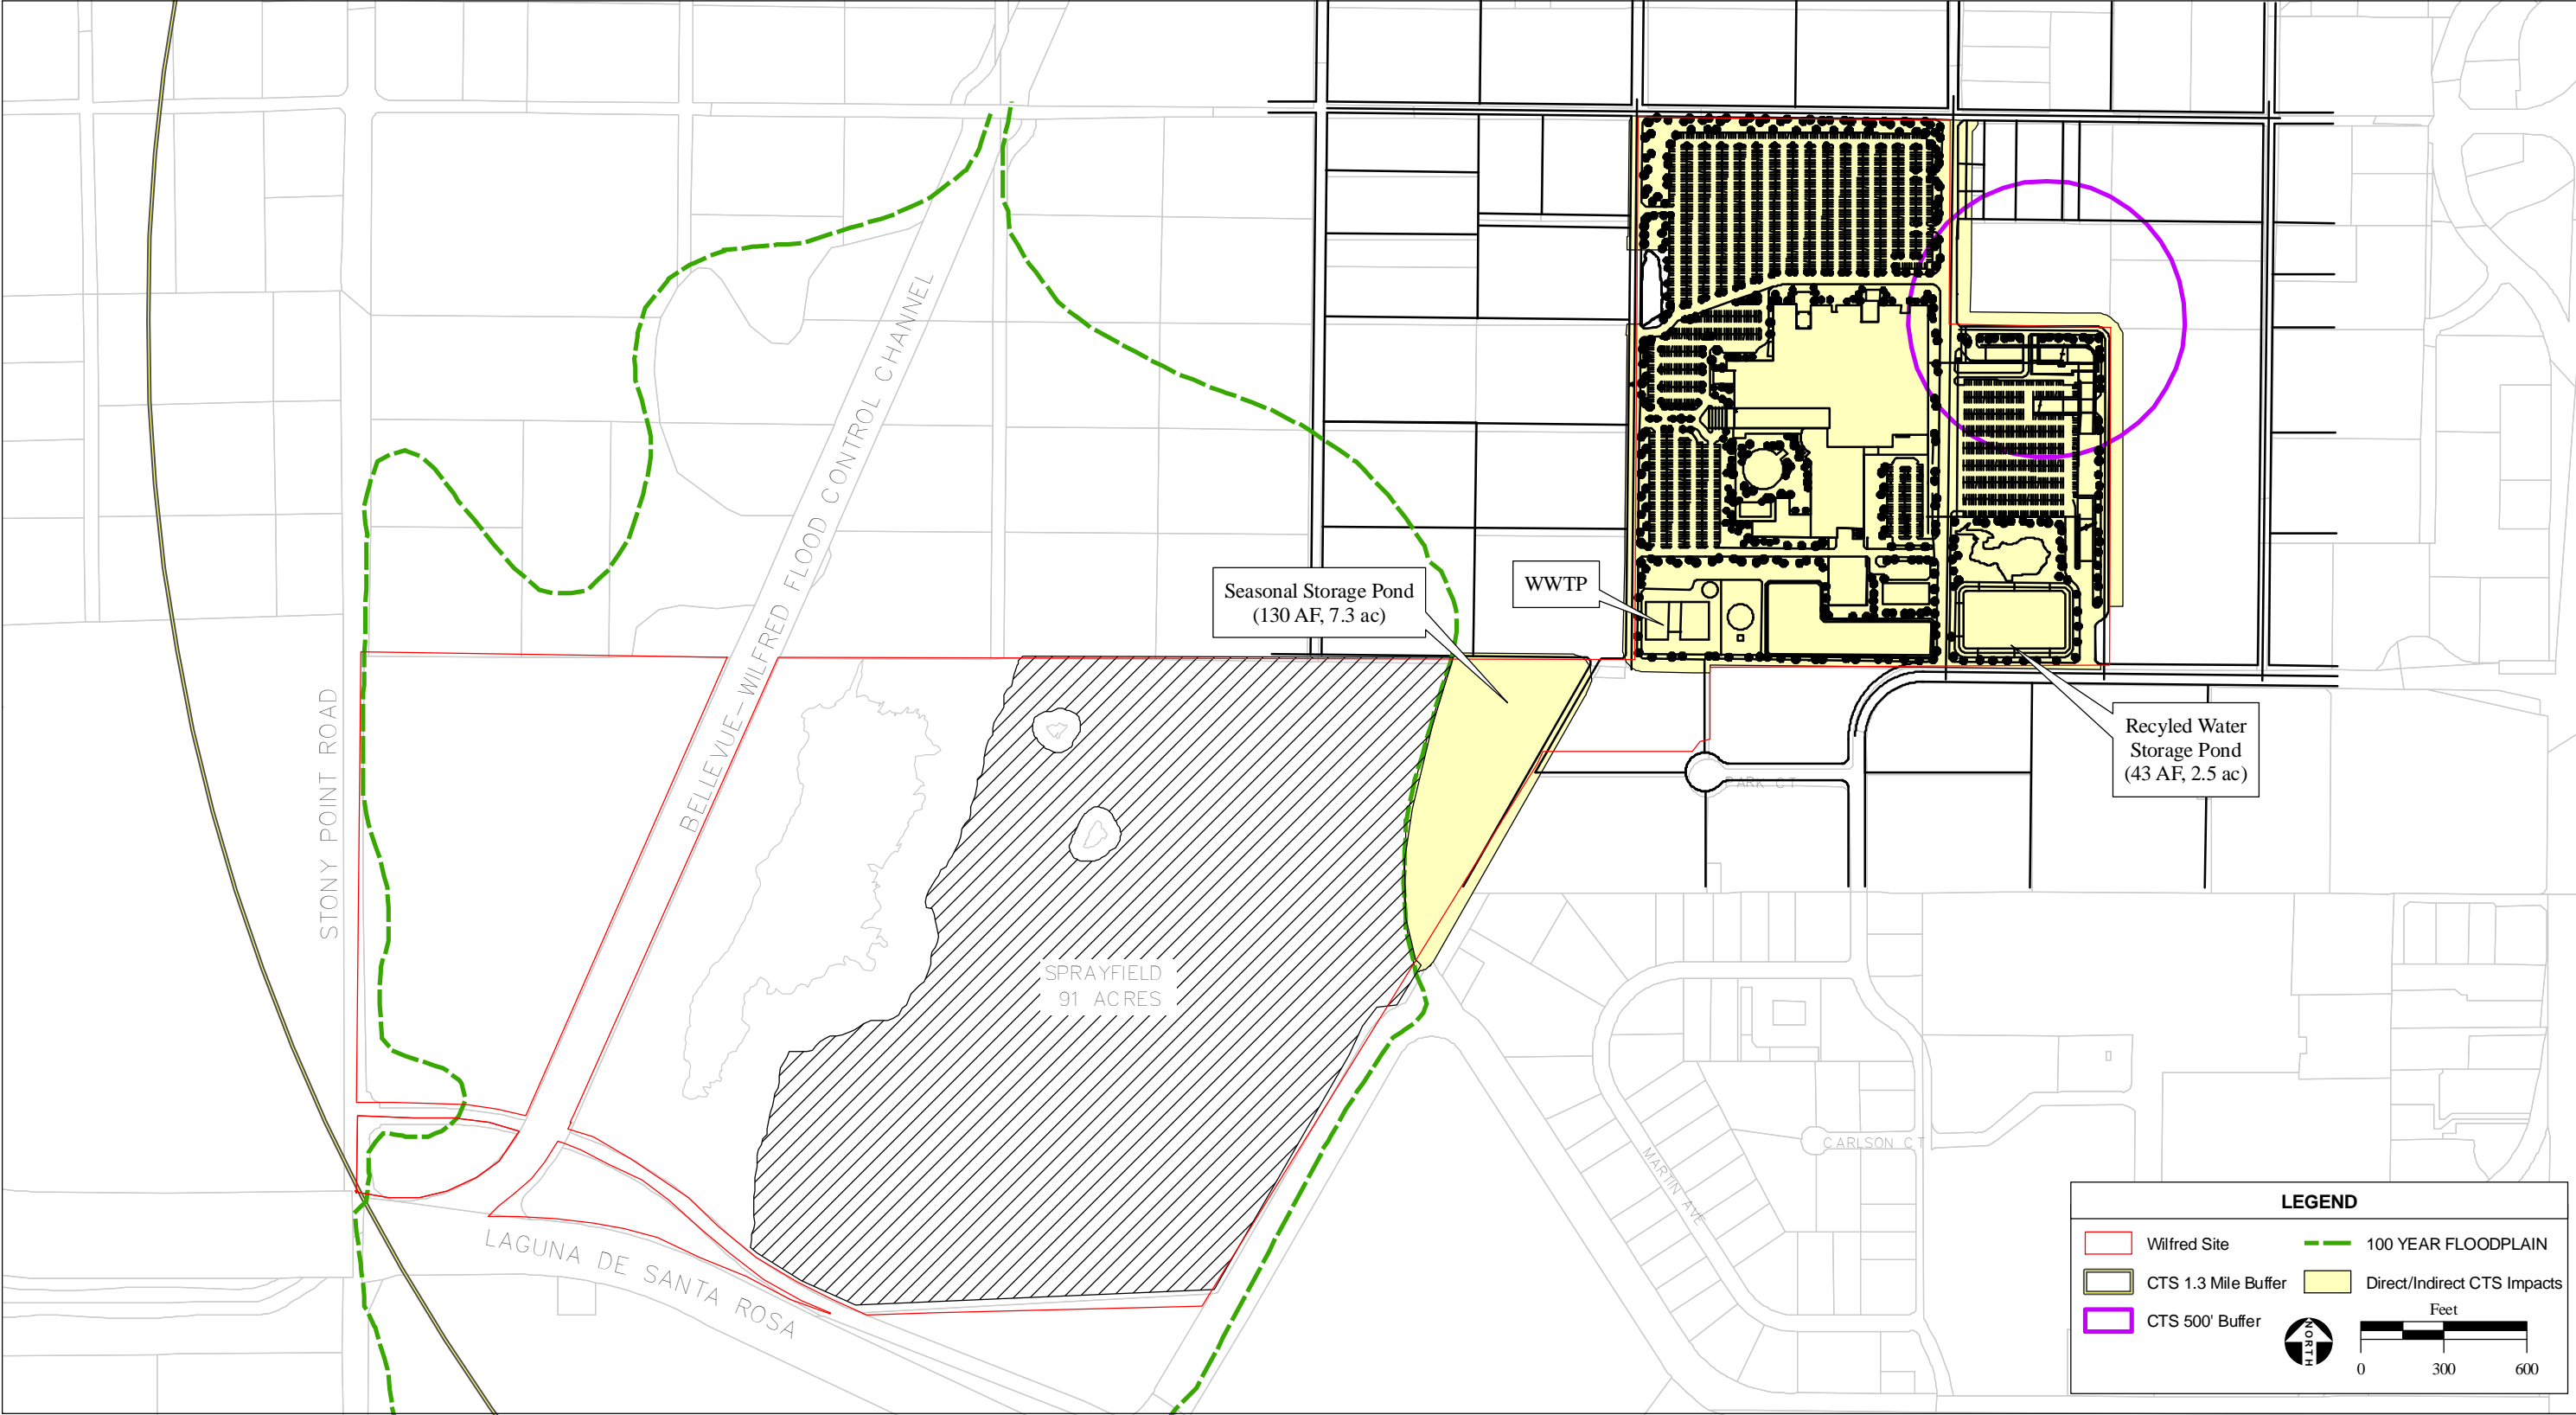 BELLEVUE-WILFRED FLOOD CONTROL CHANNEL
Seasonal Storage Pond
(130 AF, 7.3 ac)
WWTP
STONY POINT ROAD
Recyled Water
Storage Pond
(43 AF, 2.5 ac)
PARK CT
SPRAYFIELD
91 ACRES
MARTIN AVE
CARLSON CT
LAGUNA DE SANTA ROSA
LEGEND
Wilfred Site
100 YEAR FLOODPLAIN
CTS 1.3 Mile Buffer
Direct/Indirect CTS Impacts
CTS 500' Buffer
NORTH
Feet
0 300 600